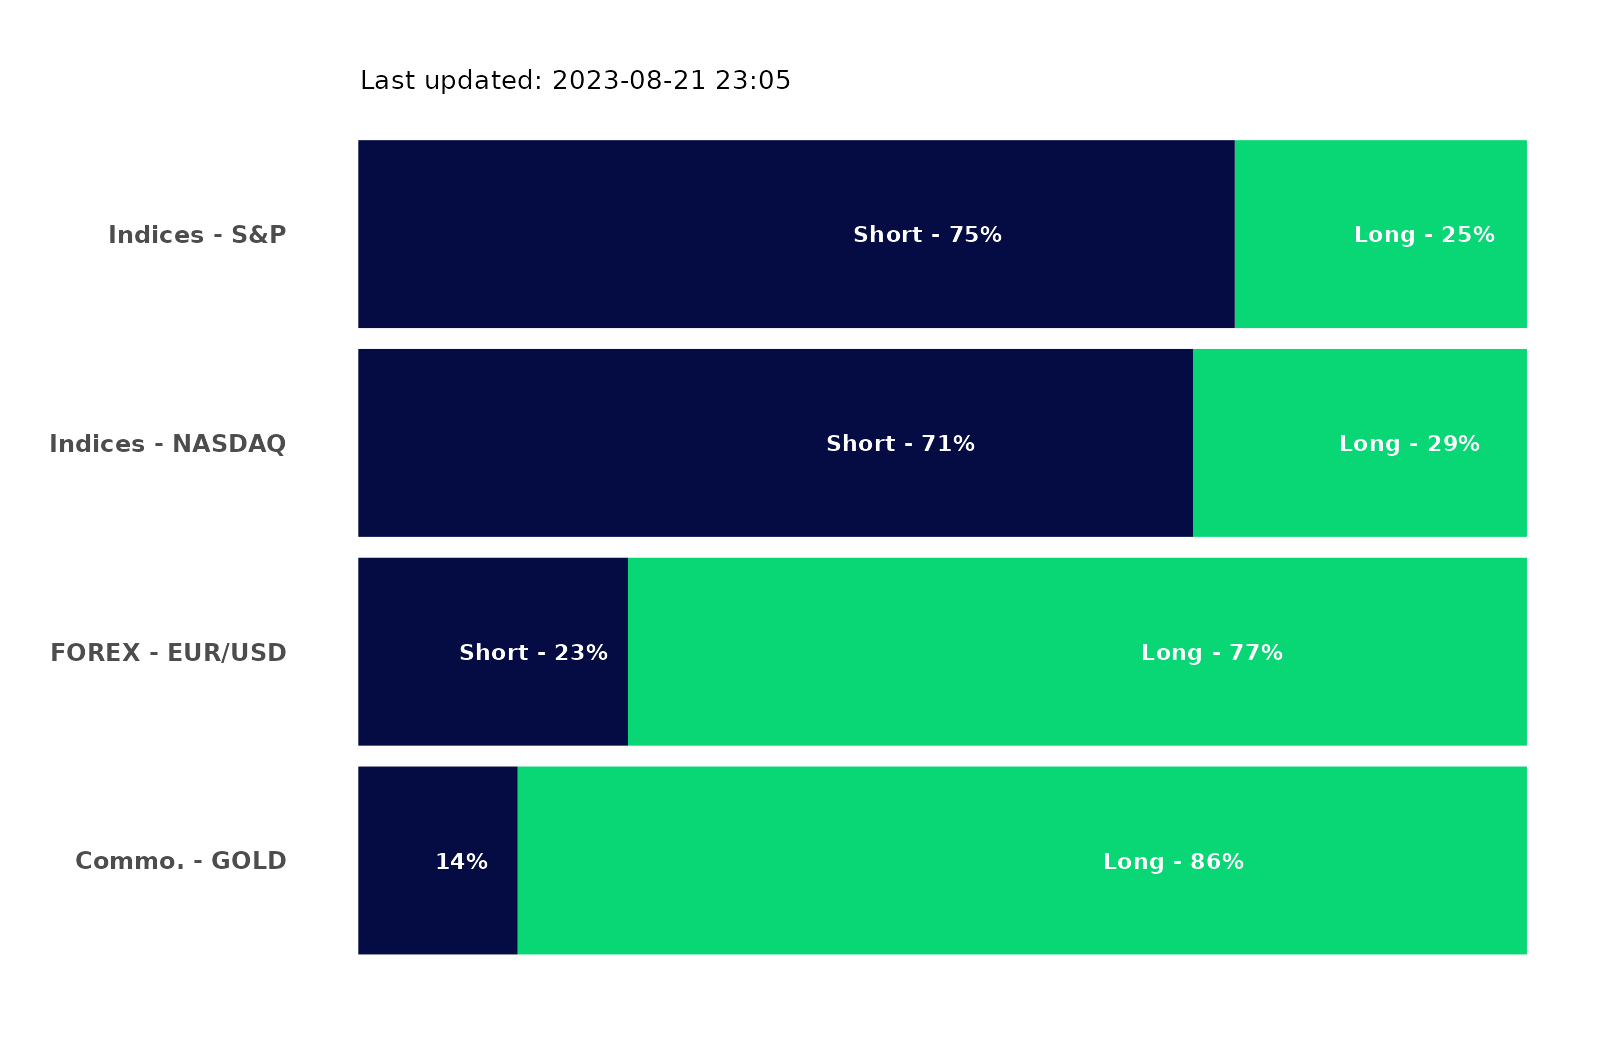 Last updated: 2023-08-21 23:05
Indices - S&P
Short - 75%
Long - 25%
Indices - NASDAQ
Short - 71%
Long - 29%
FOREX - EUR/USD
Short - 23%
Long - 77%
Commo. - GOLD
14%
Long - 86%